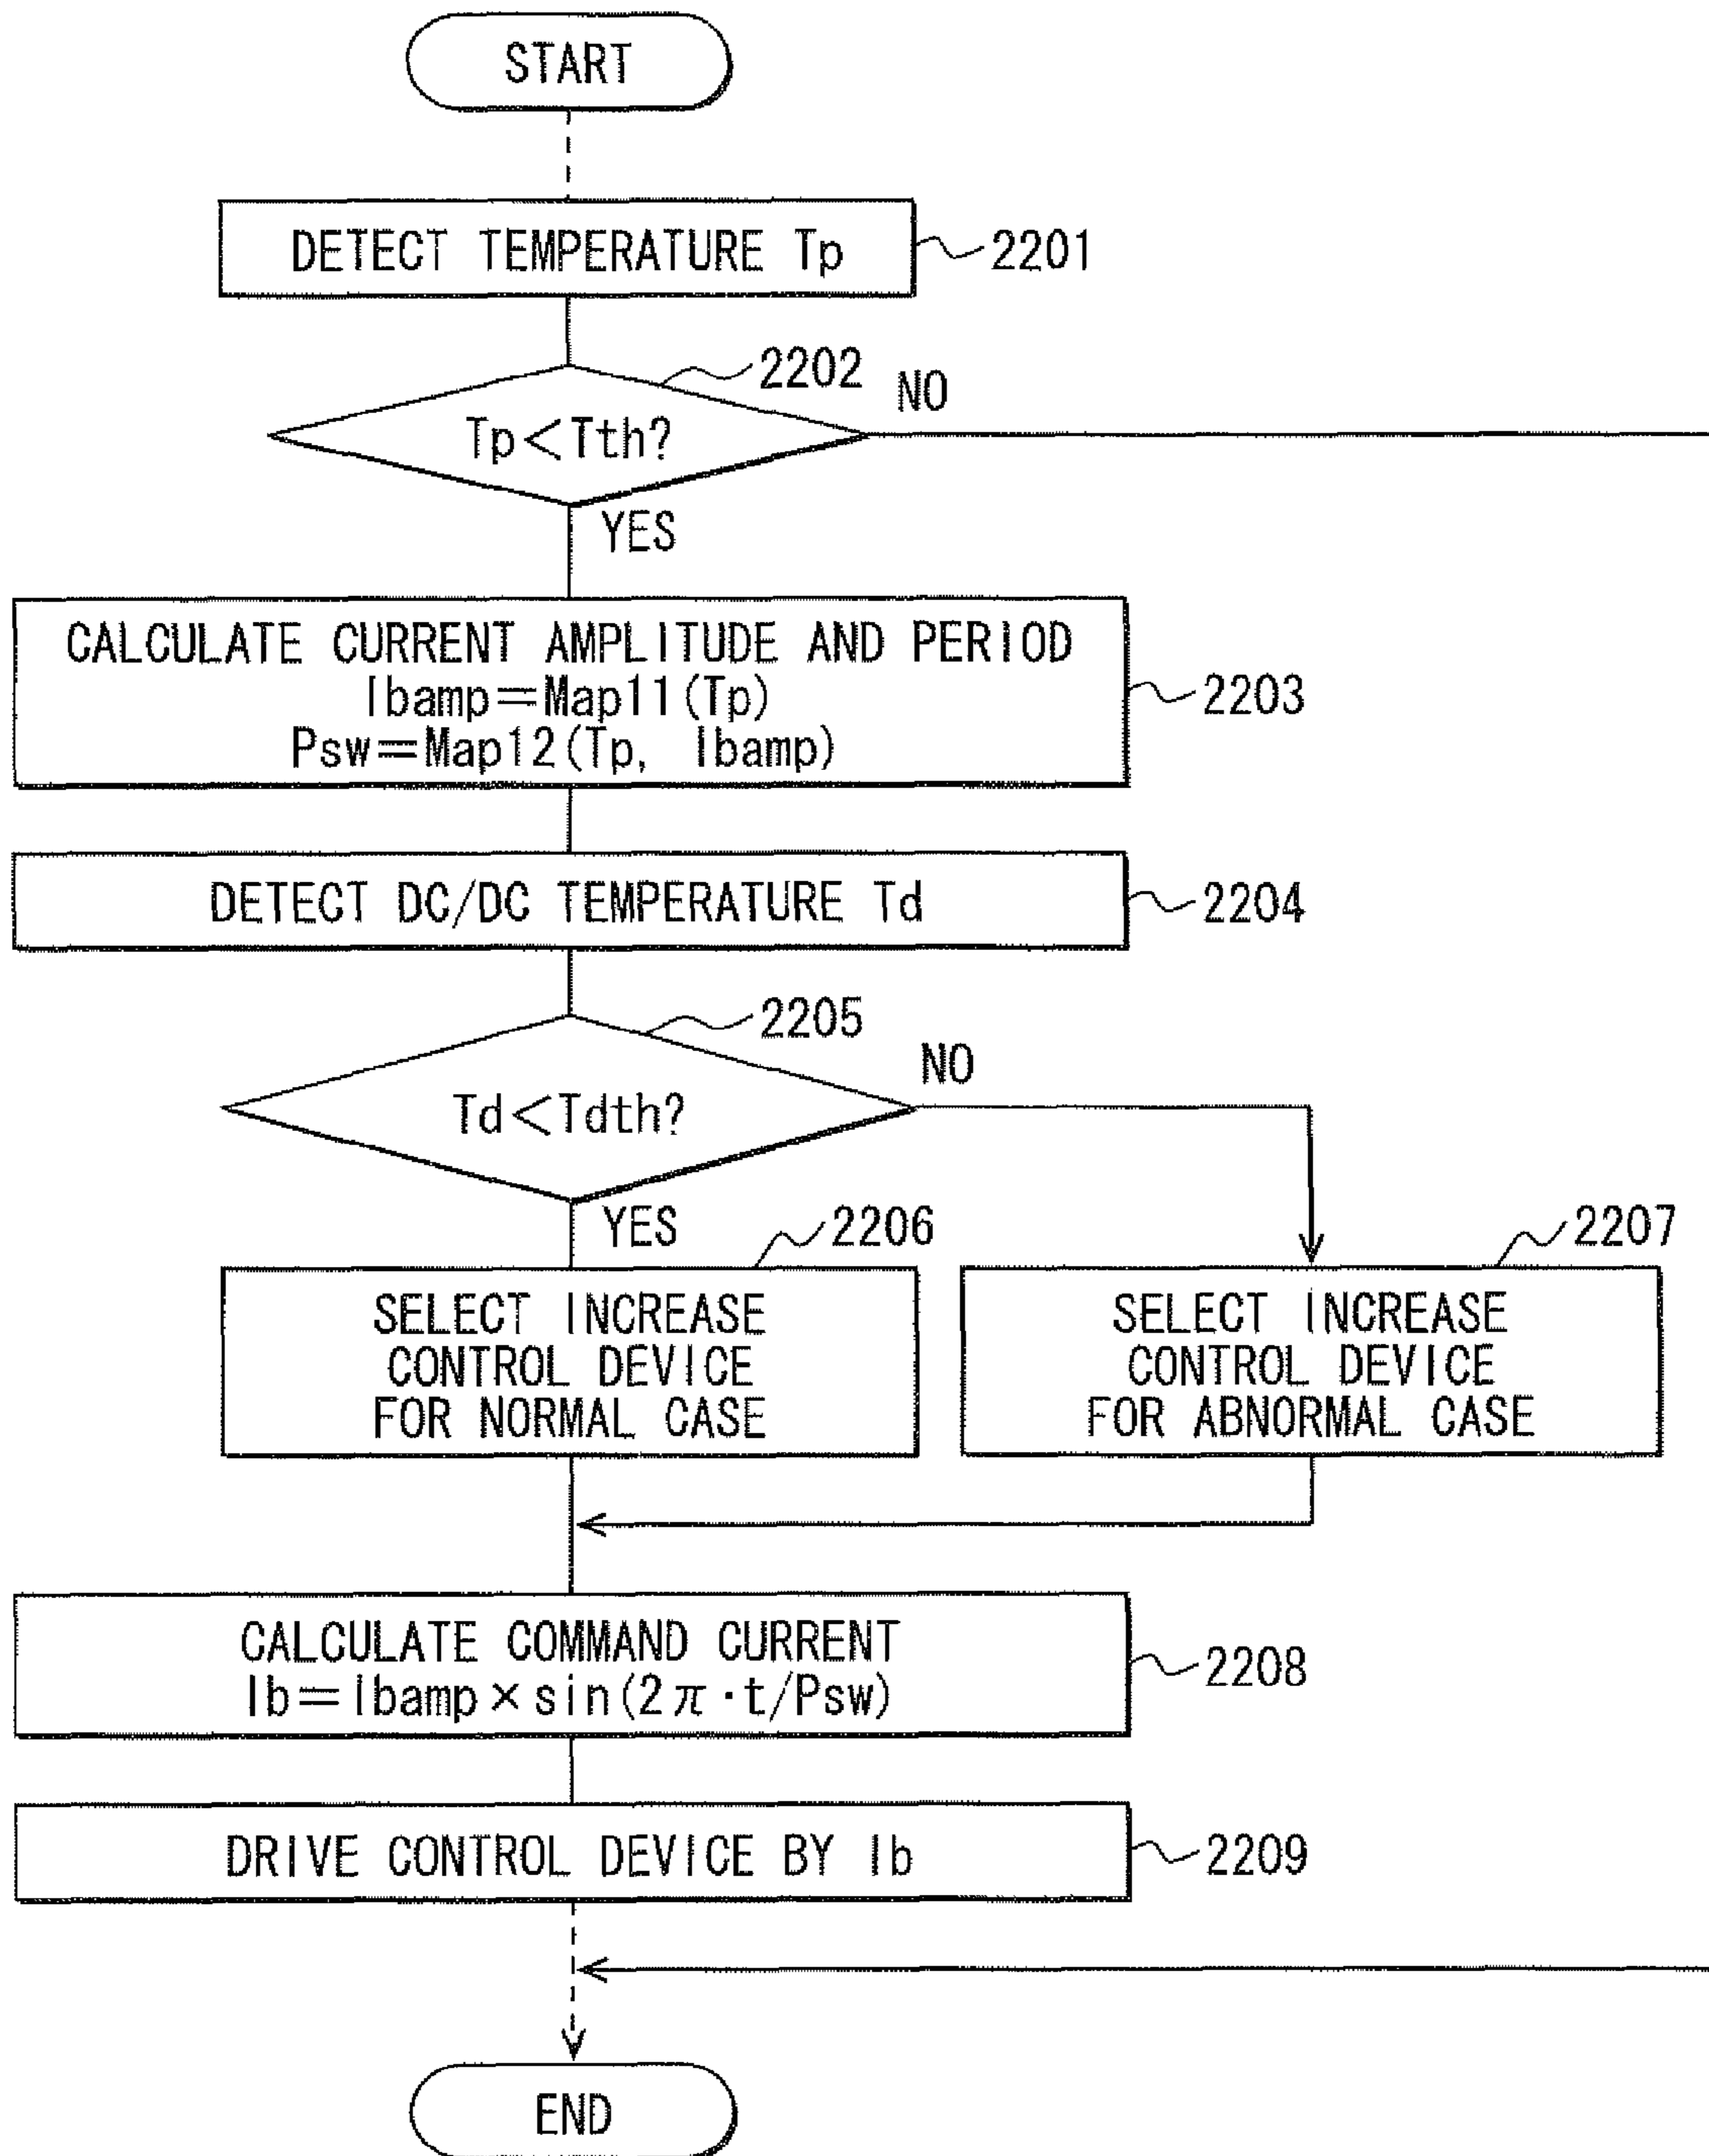 START
DETECT TEMPERATURE Tp
2201
2202
Tp<Tth?
NO
YES
CALCULATE CURRENT AMPLITUDE AND PERIOD
Ibamp=Map11(Tp)
Psw=Map12(Tp, Ibamp)
2203
DETECT DC/DC TEMPERATURE Td
2204
2205
Td<Tdth?
NO
YES
2206
SELECT INCREASE
CONTROL DEVICE
FOR NORMAL CASE
2207
SELECT INCREASE
CONTROL DEVICE
FOR ABNORMAL CASE
CALCULATE COMMAND CURRENT
Ib=Ibamp×sin(2π·t/Psw)
2208
DRIVE CONTROL DEVICE BY Ib
2209
END